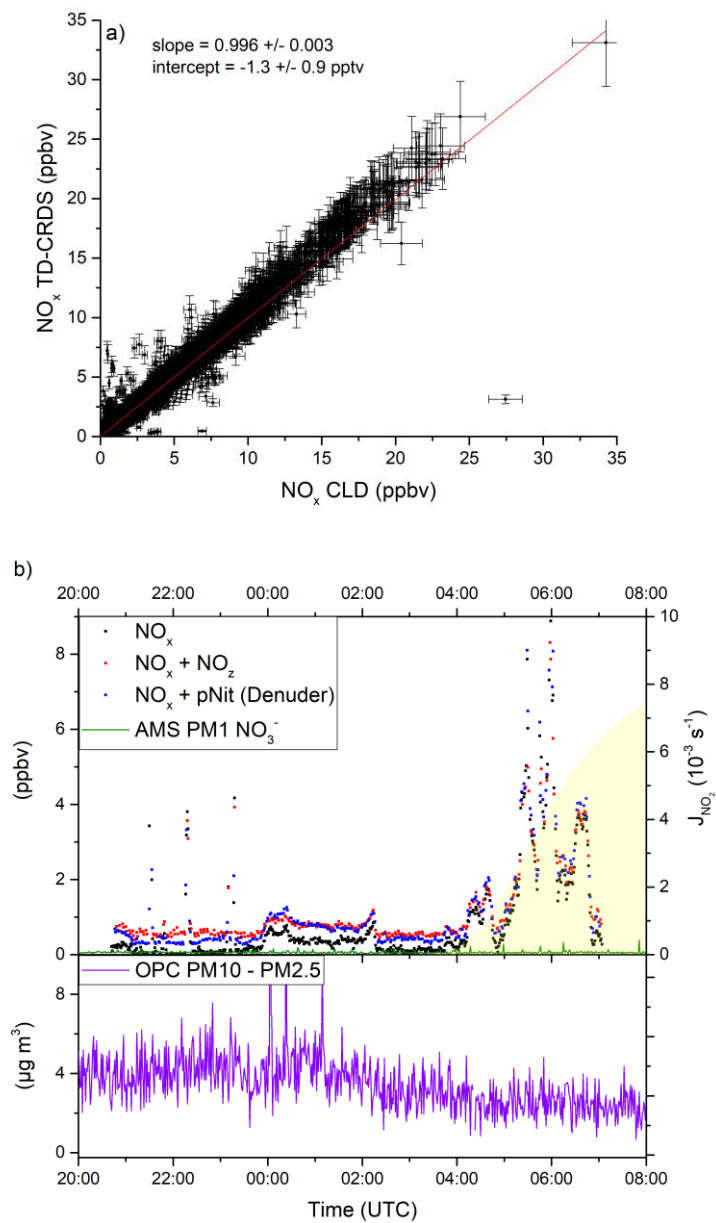 a)
slope = 0.996 +/- 0.003
intercept = -1.3 +/- 0.9 pptv
35
30
25
20
15
10
5
0
NOₓ TD-CRDS (ppbv)
0 5 10 15 20 25 30 35
NOₓ CLD (ppbv)
b)
20:00 22:00 00:00 02:00 04:00 06:00 08:00
NOₓ
NOₓ + NO_z
NOₓ + pNit (Denuder)
AMS PM1 NO₃⁻
8
6
4
2
0
(ppbv)
10
8
6
4
2
0
J_NO₂ (10⁻³ s⁻¹)
OPC PM10 - PM2.5
8
4
0
(µg m³)
20:00 22:00 00:00 02:00 04:00 06:00 08:00
Time (UTC)